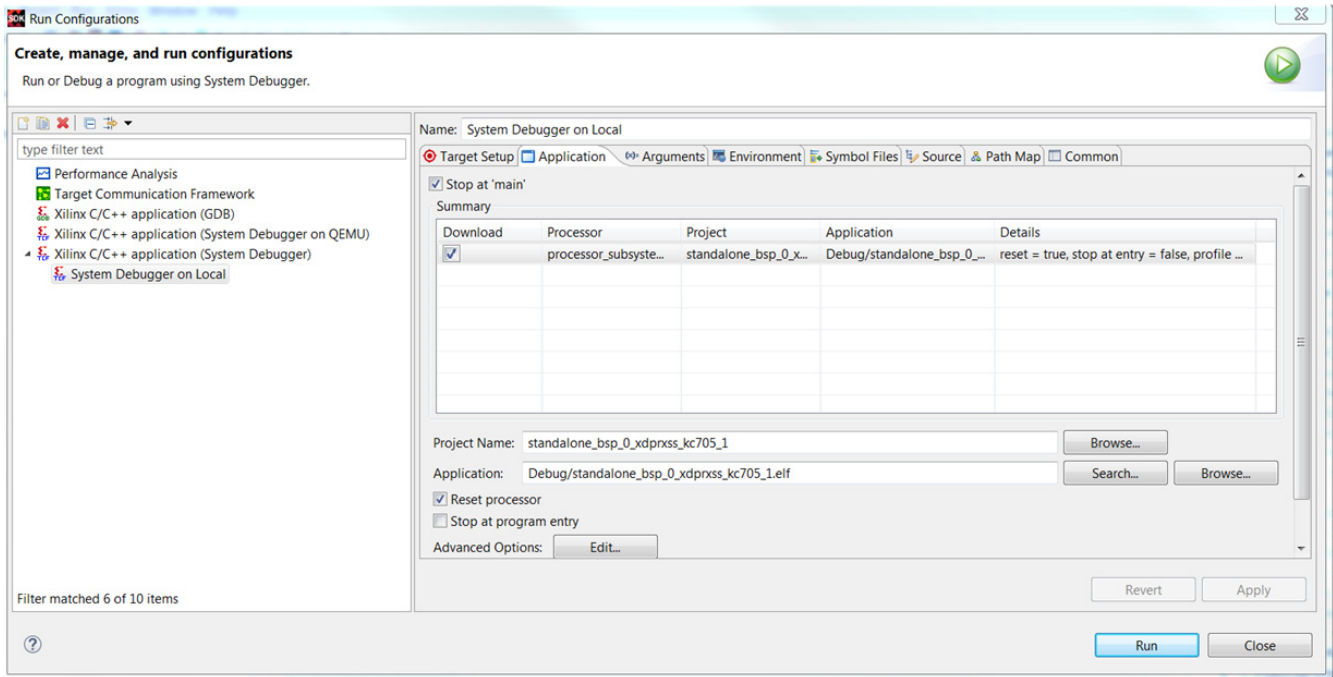 SDK Run Configurations
Create, manage, and run configurations
Run or Debug a program using System Debugger.
type filter text
Performance Analysis
Target Communication Framework
Xilinx C/C++ application (GDB)
Xilinx C/C++ application (System Debugger on QEMU)
Xilinx C/C++ application (System Debugger)
System Debugger on Local
Filter matched 6 of 10 items
Name: System Debugger on Local
Target Setup Application Arguments Environment Symbol Files Source Path Map Common
Stop at 'main'
Summary
Download Processor Project Application Details
processor_subsyste... standalone_bsp_0_x... Debug/standalone_bsp_0_... reset = true, stop at entry = false, profile ...
Project Name: standalone_bsp_0_xdprxss_kc705_1 Browse...
Application: Debug/standalone_bsp_0_xdprxss_kc705_1.elf Search... Browse...
Reset processor
Stop at program entry
Advanced Options: Edit...
Revert Apply
Run Close